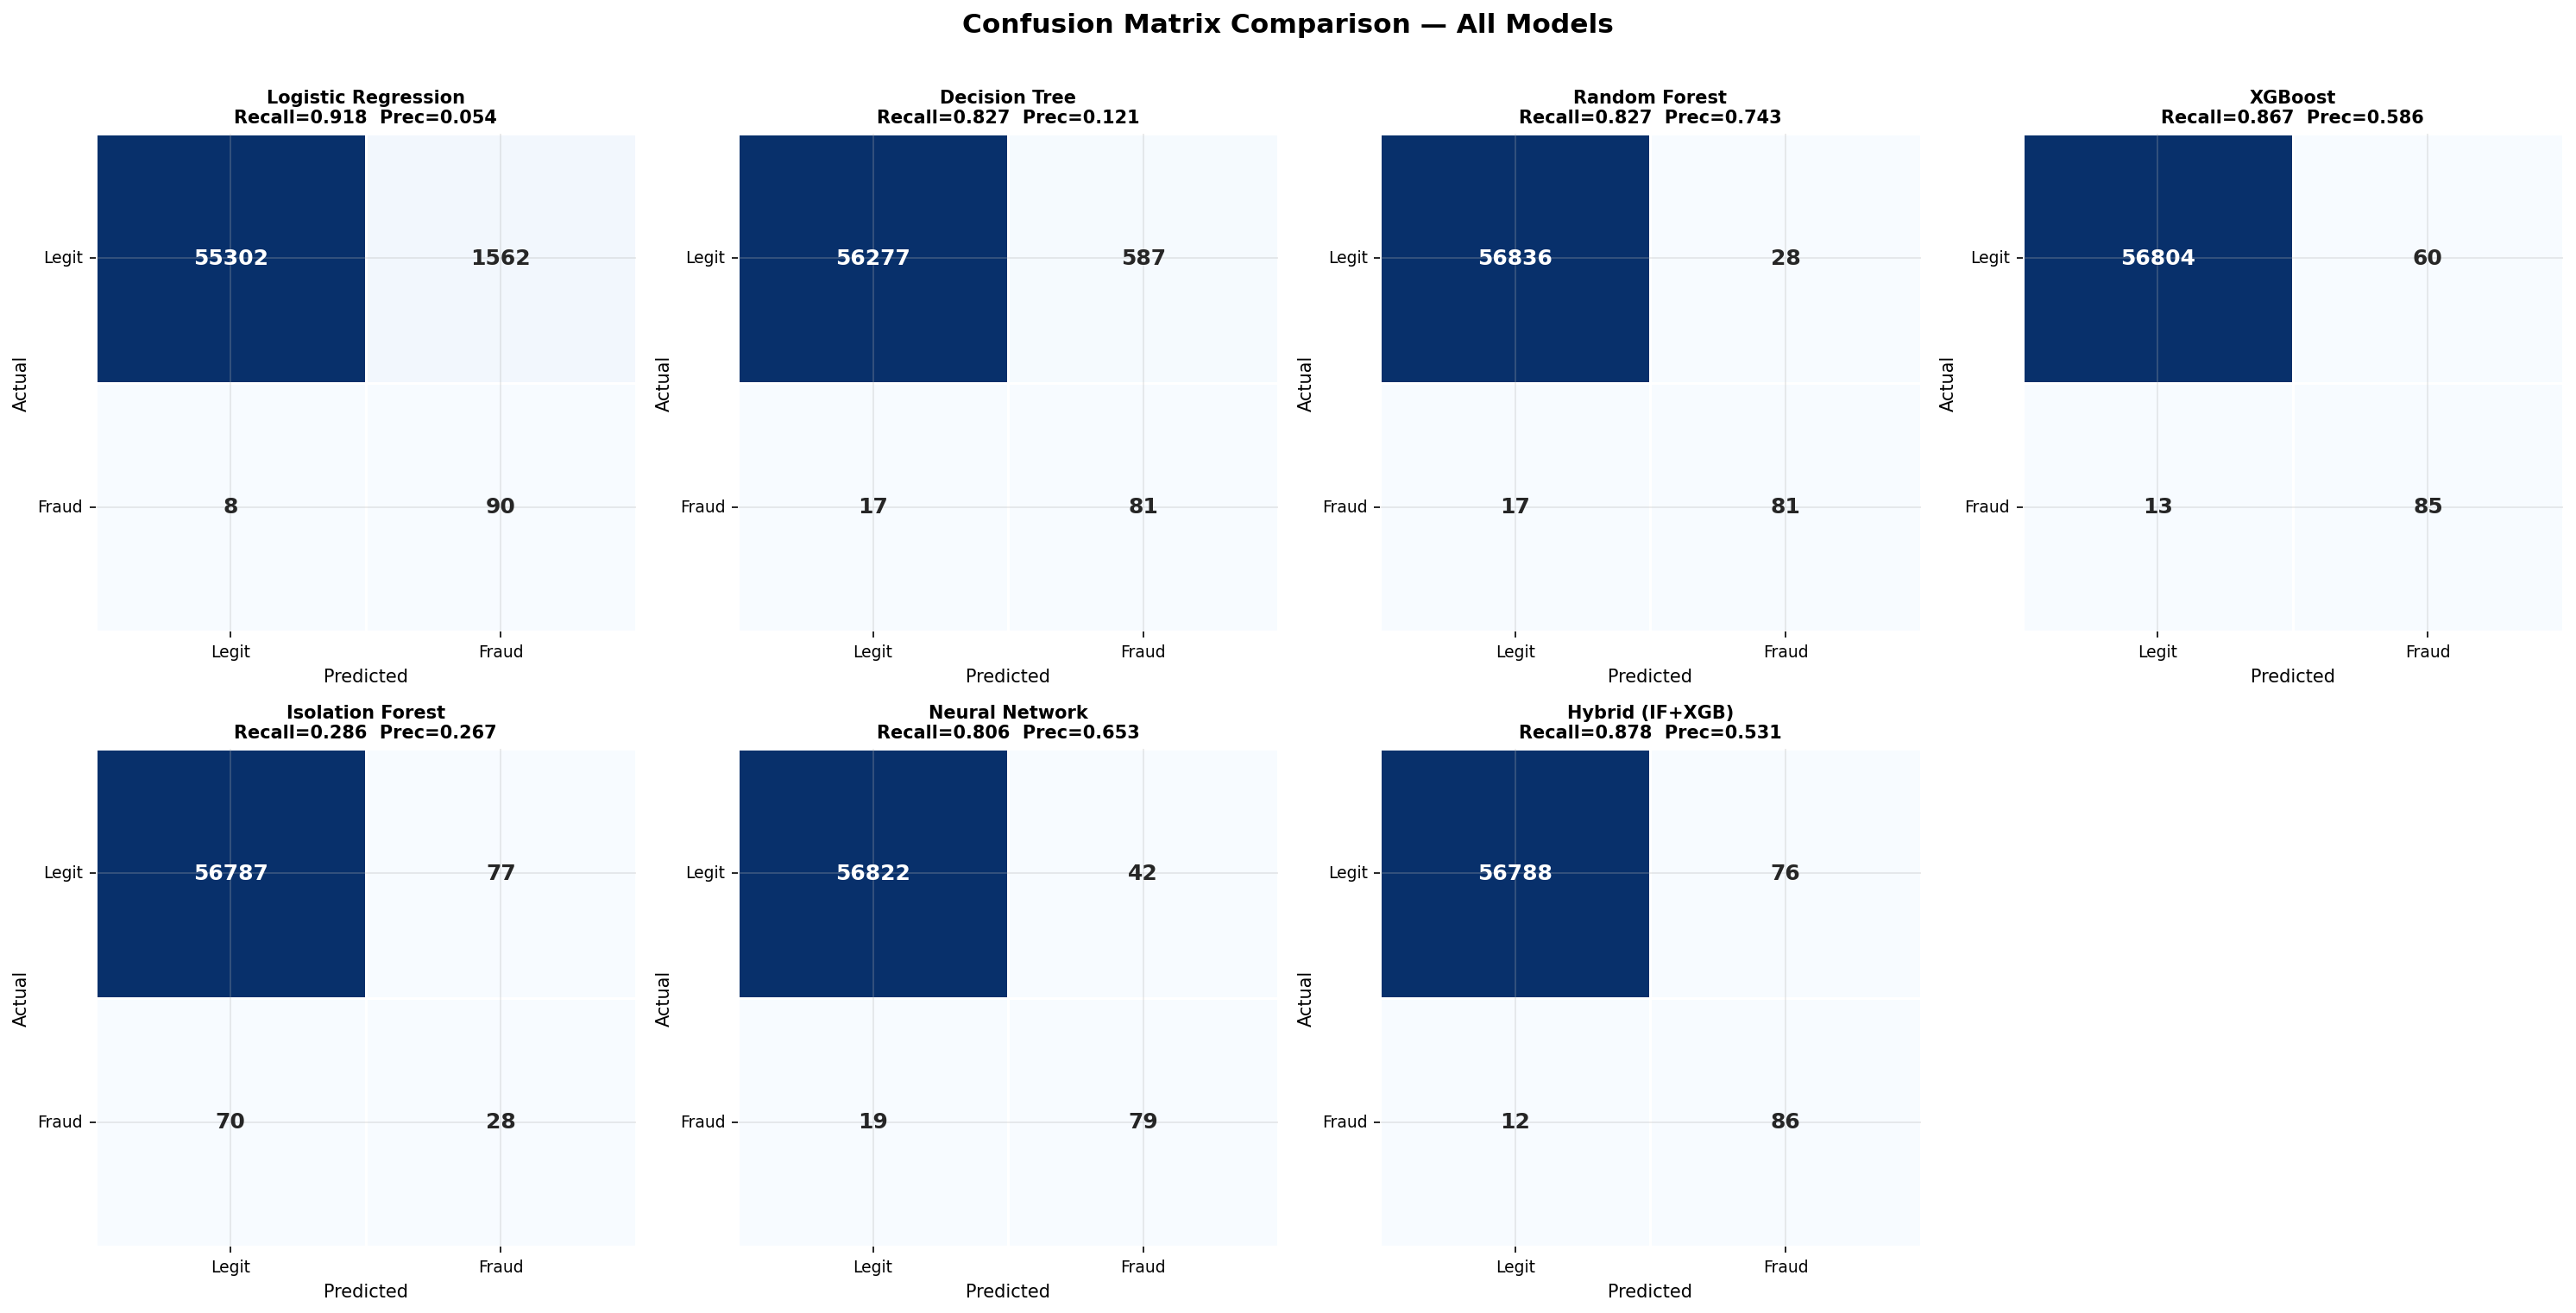 Confusion Matrix Comparison — All Models
Logistic Regression
Recall=0.918  Prec=0.054
Actual
Legit
55302
1562
Fraud
8
90
Legit
Fraud
Predicted
Decision Tree
Recall=0.827  Prec=0.121
Actual
Legit
56277
587
Fraud
17
81
Legit
Fraud
Predicted
Random Forest
Recall=0.827  Prec=0.743
Actual
Legit
56836
28
Fraud
17
81
Legit
Fraud
Predicted
XGBoost
Recall=0.867  Prec=0.586
Actual
Legit
56804
60
Fraud
13
85
Legit
Fraud
Predicted
Isolation Forest
Recall=0.286  Prec=0.267
Actual
Legit
56787
77
Fraud
70
28
Legit
Fraud
Predicted
Neural Network
Recall=0.806  Prec=0.653
Actual
Legit
56822
42
Fraud
19
79
Legit
Fraud
Predicted
Hybrid (IF+XGB)
Recall=0.878  Prec=0.531
Actual
Legit
56788
76
Fraud
12
86
Legit
Fraud
Predicted